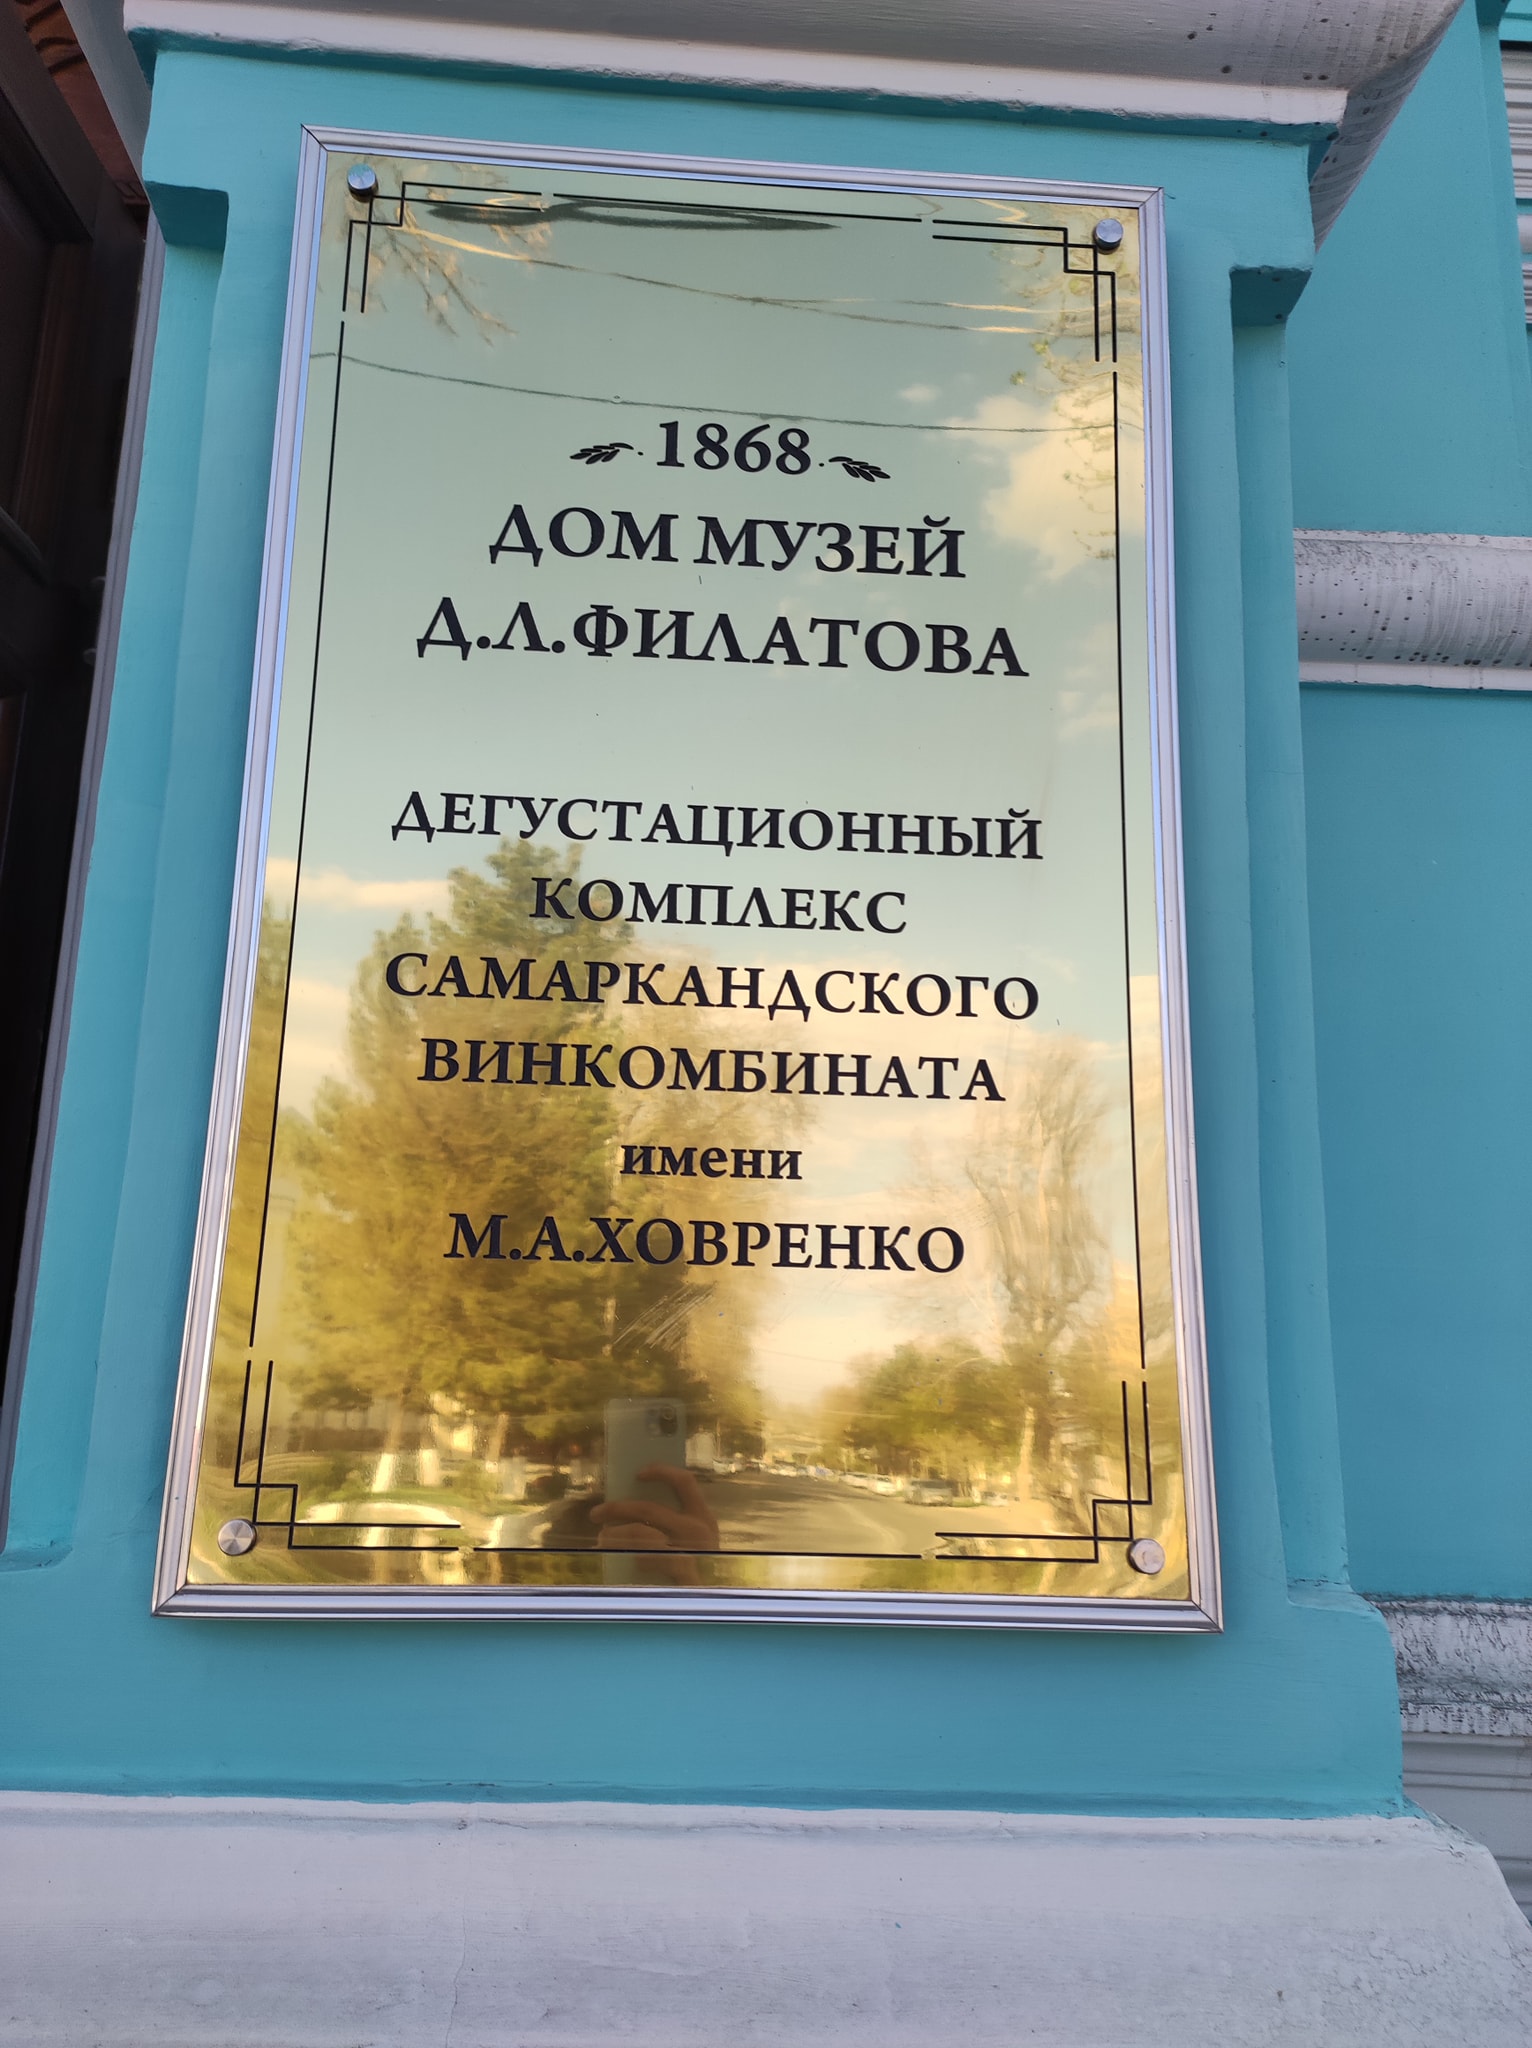 1868
ДОМ МУЗЕЙ
Д.Л.ФИЛАТОВА
ДЕГУСТАЦИОННЫЙ
КОМПЛЕКС
САМАРКАНДСКОГО
ВИНКОМБИНАТА
имени
М.А.ХОВРЕНКО